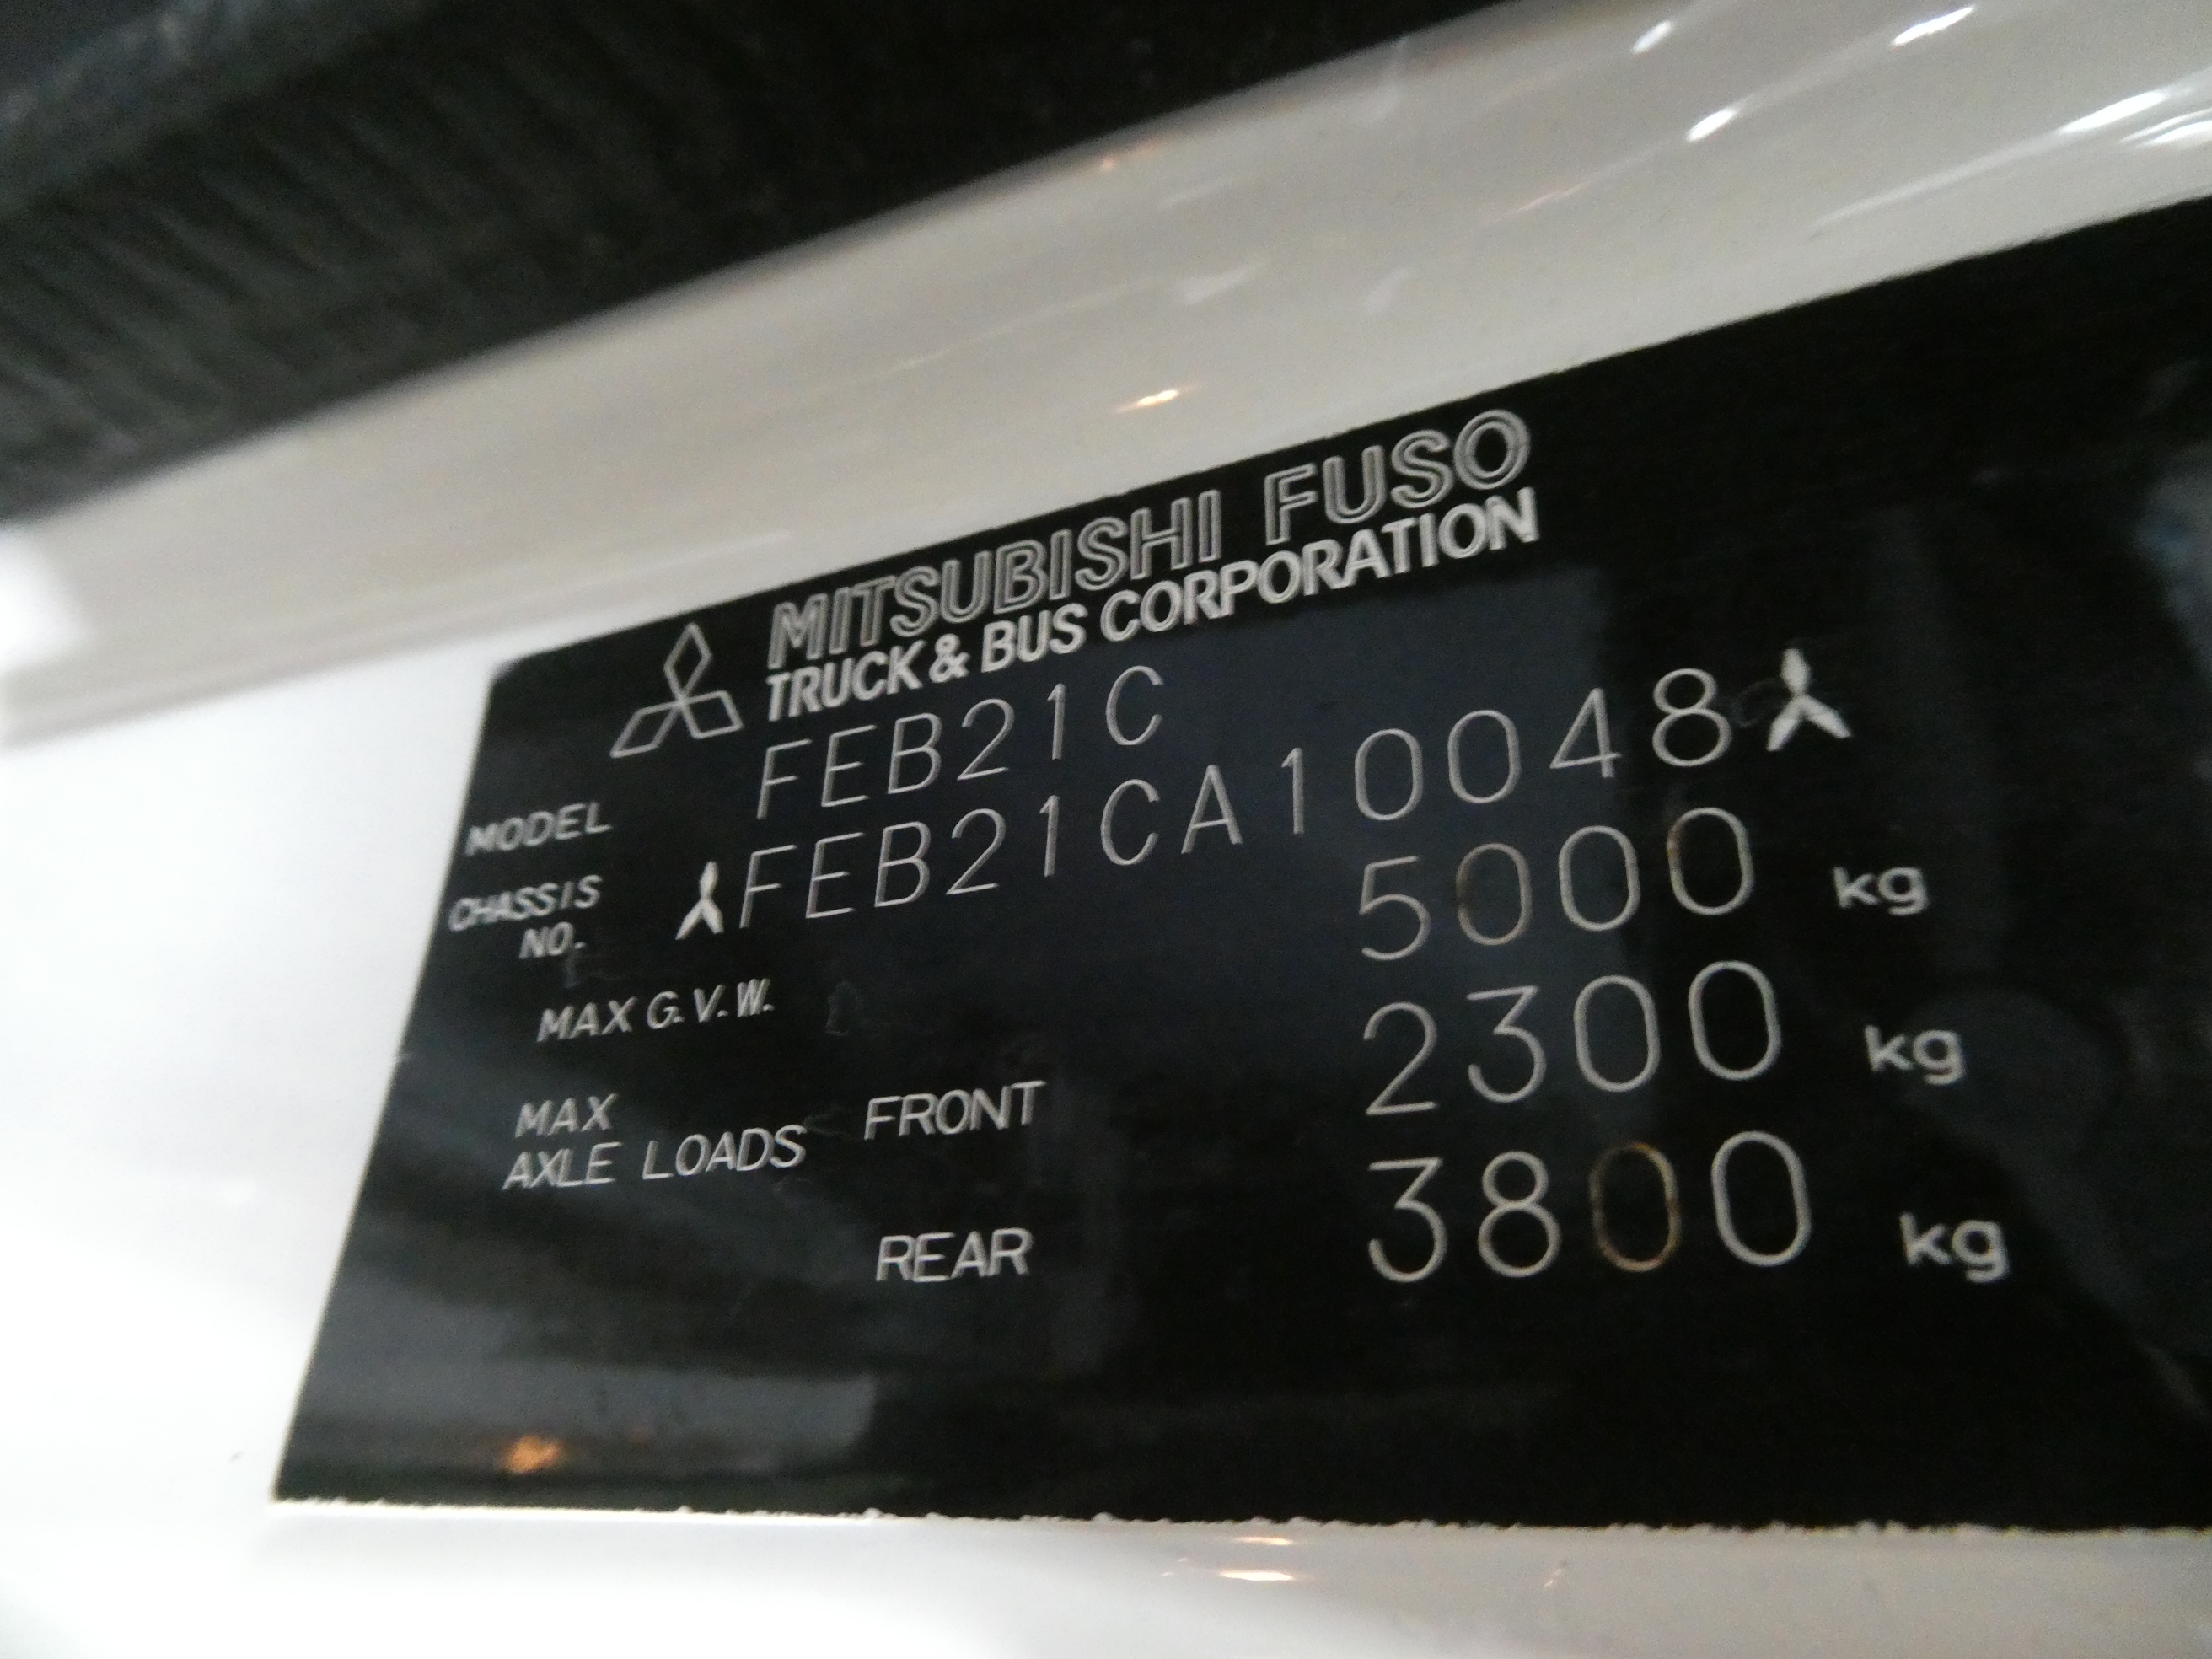 MITSUBISHI FUSO
TRUCK & BUS CORPORATION
MODEL FEB21C
CHASSIS NO. FEB21CA10048
MAX G.V.W. 5000 kg
MAX AXLE LOADS FRONT 2300 kg
REAR 3800 kg